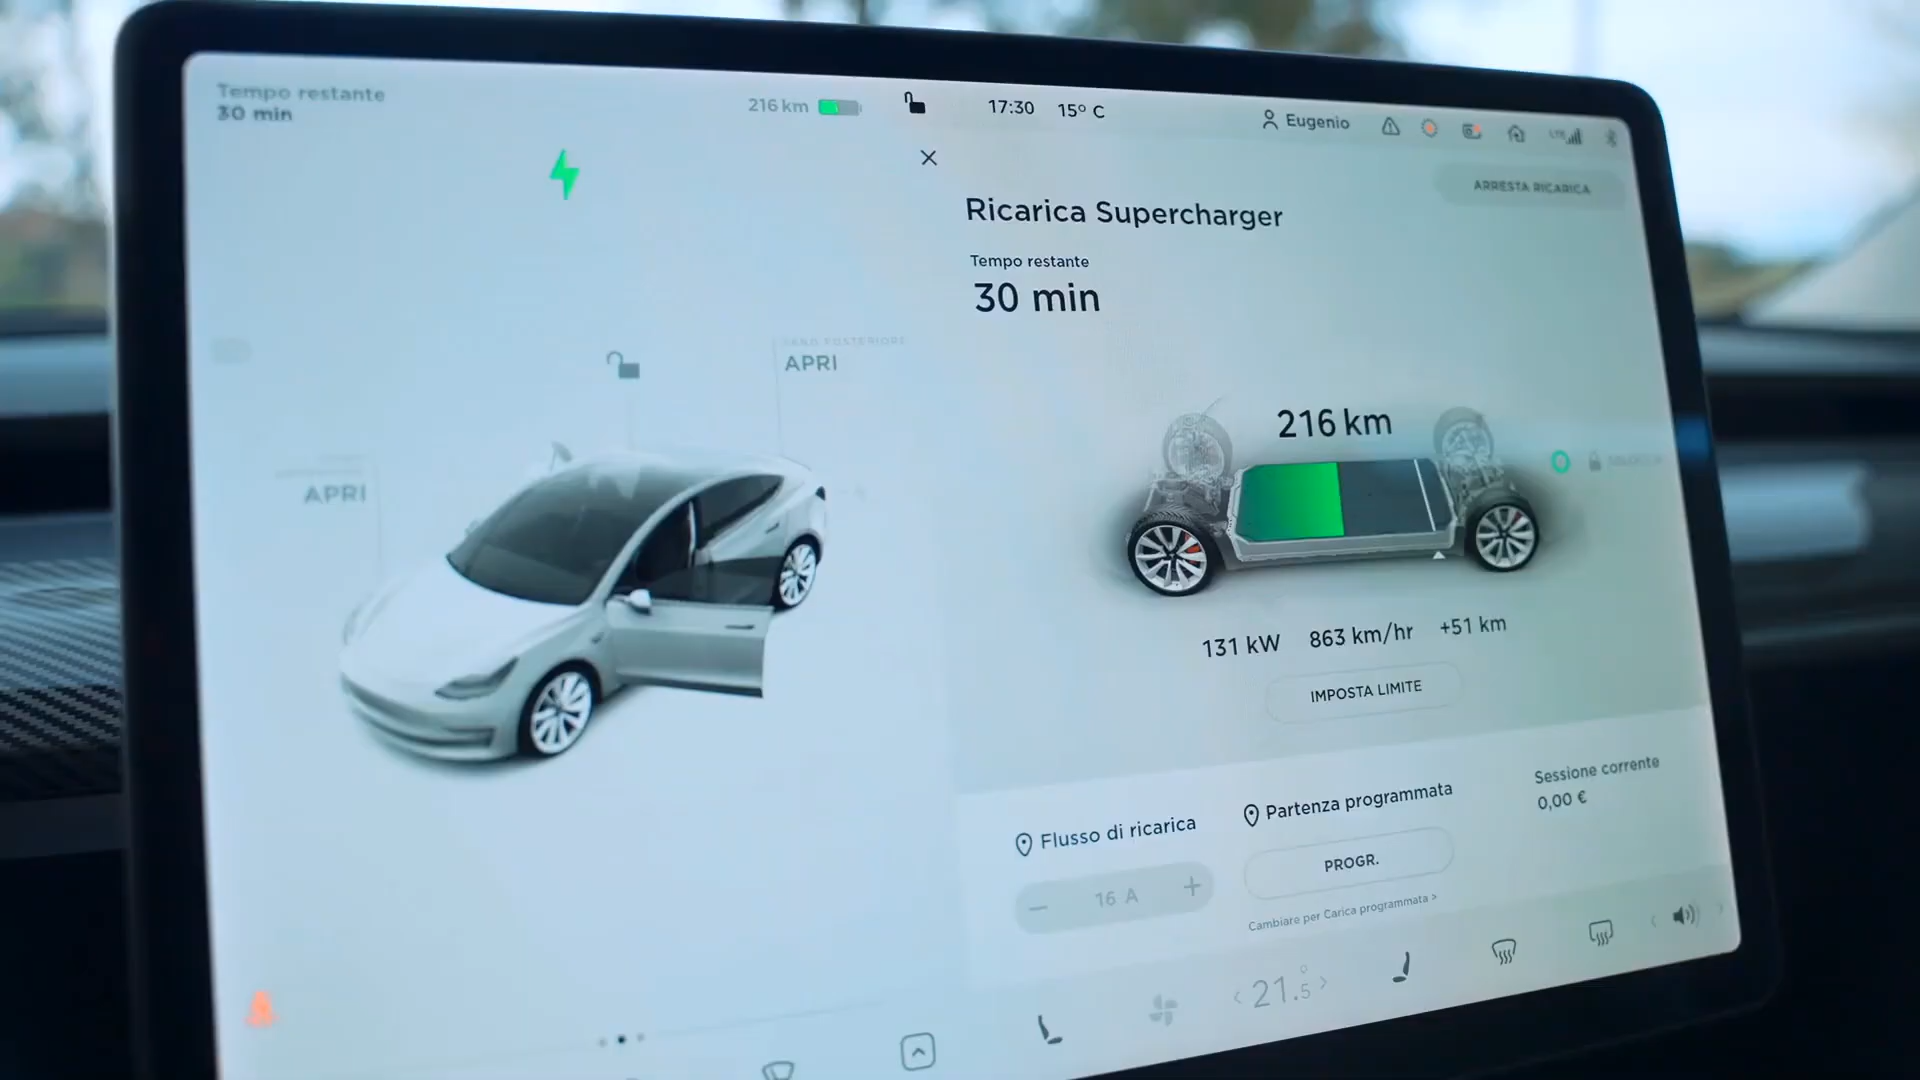 Tempo restante
30 min
216 km
17:30
15° C
Eugenio
LTE
ARRESTA RICARICA
Ricarica Supercharger
Tempo restante
30 min
POSTERIORE
APRI
APRI
216 km
131 kW
863 km/hr
+51 km
IMPOSTA LIMITE
Flusso di ricarica
− 16 A +
Partenza programmata
PROGR.
Cambiare per Carica programmata >
Sessione corrente
0,00 €
< 21.5° >